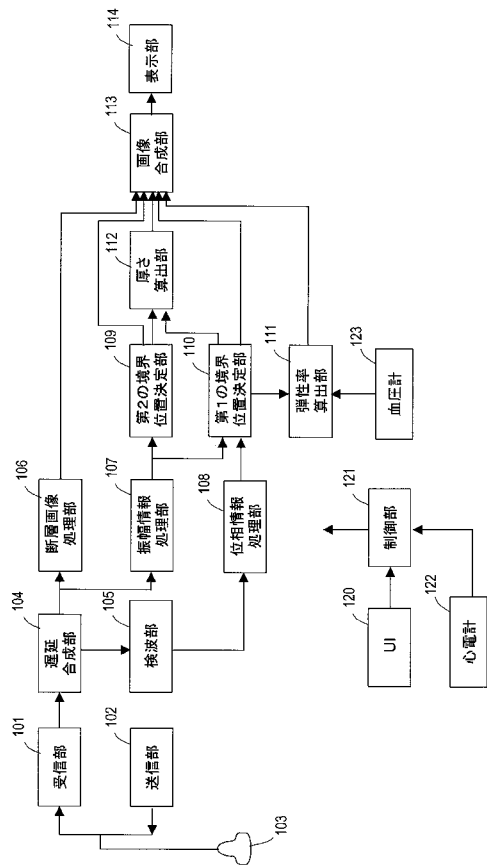 101
受信部
102
送信部
103
104
遅延
合成部
105
検波部
106
断層画像
処理部
107
振幅情報
処理部
108
位相情報
処理部
109
第2の境界
位置決定部
110
第1の境界
位置決定部
111
弾性率
算出部
112
厚さ
算出部
113
画像
合成部
114
表示部
120
UI
121
制御部
122
心電計
123
血圧計